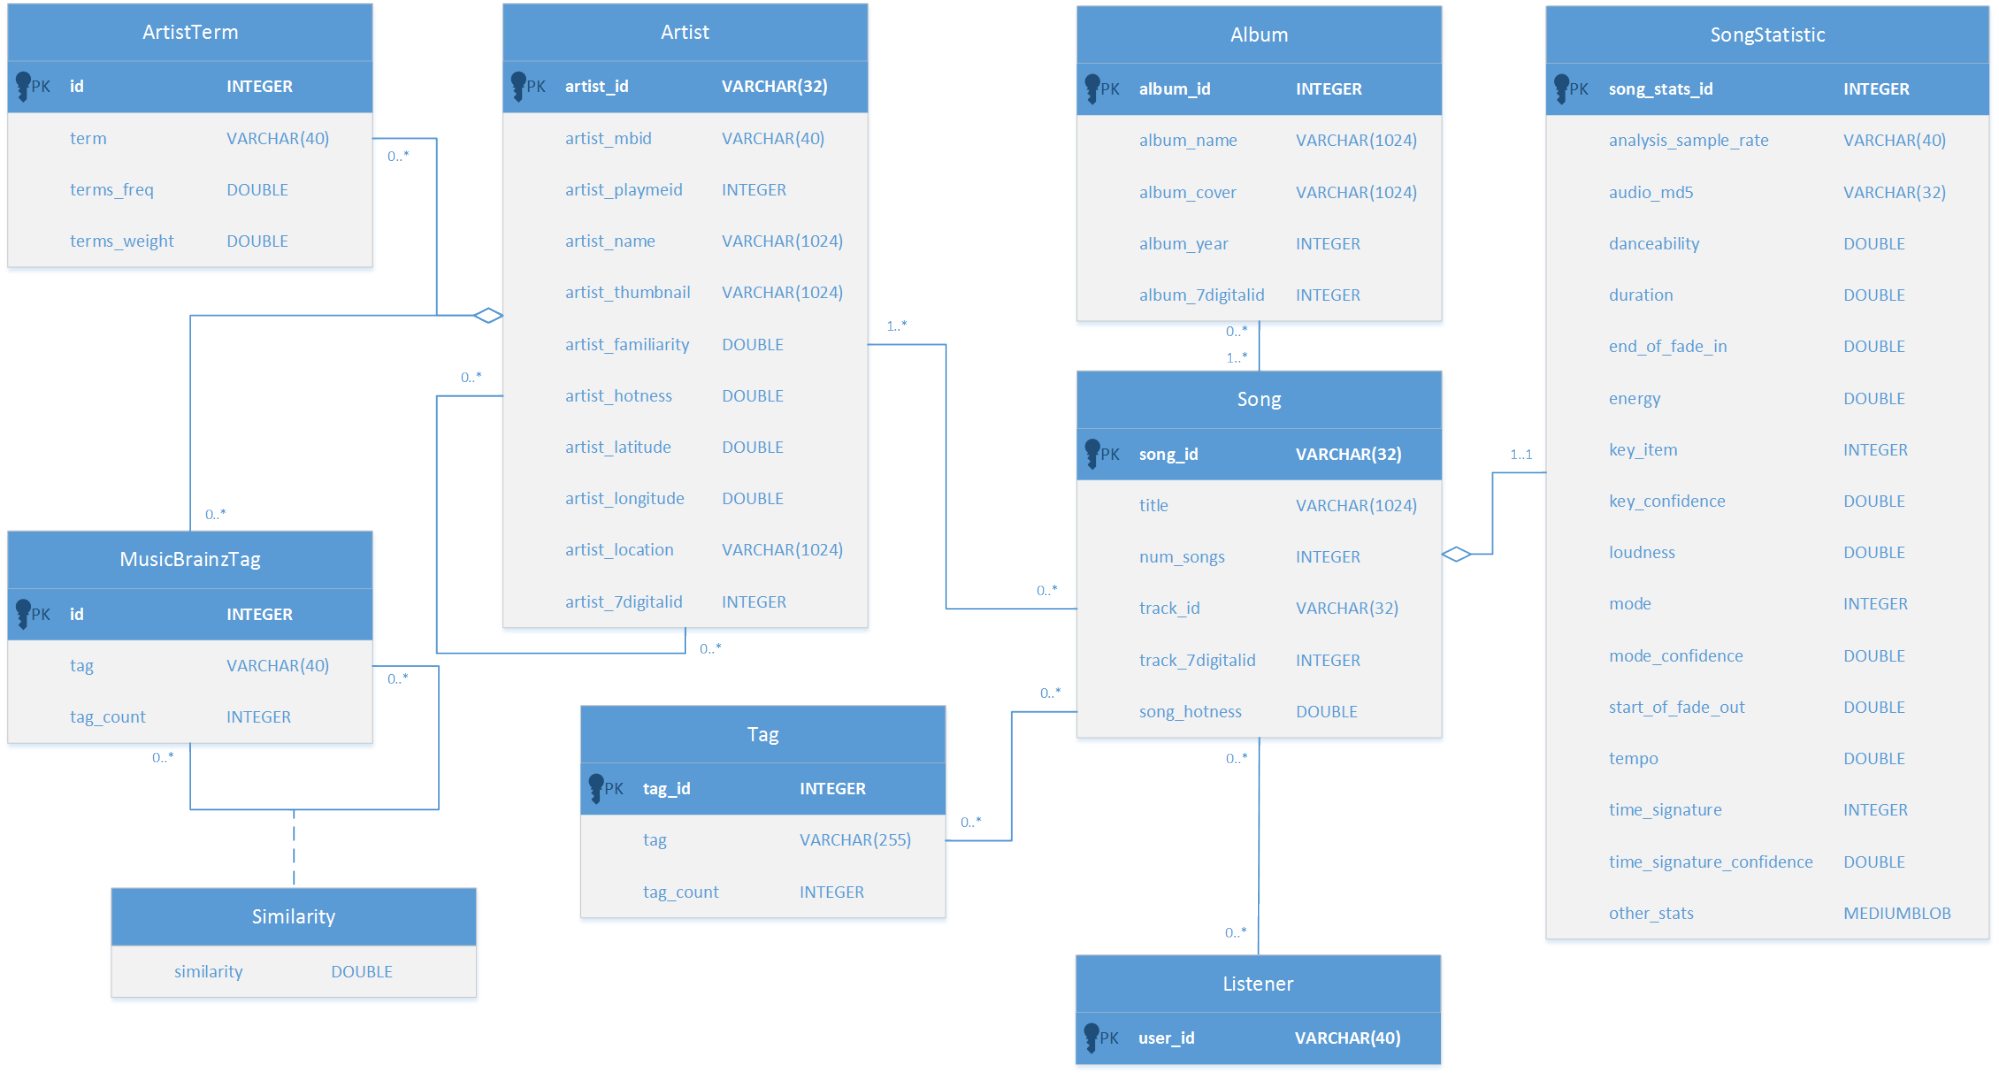 ArtistTerm
PK id INTEGER
term VARCHAR(40)
terms_freq DOUBLE
terms_weight DOUBLE
0..*
Artist
PK artist_id VARCHAR(32)
artist_mbid VARCHAR(40)
artist_playmeid INTEGER
artist_name VARCHAR(1024)
artist_thumbnail VARCHAR(1024)
artist_familiarity DOUBLE
artist_hotness DOUBLE
artist_latitude DOUBLE
artist_longitude DOUBLE
artist_location VARCHAR(1024)
artist_7digitalid INTEGER
1..*
0..*
0..*
0..*
Album
PK album_id INTEGER
album_name VARCHAR(1024)
album_cover VARCHAR(1024)
album_year INTEGER
album_7digitalid INTEGER
0..*
1..*
Song
PK song_id VARCHAR(32)
title VARCHAR(1024)
num_songs INTEGER
track_id VARCHAR(32)
track_7digitalid INTEGER
song_hotness DOUBLE
0..*
0..*
0..*
1..1
SongStatistic
PK song_stats_id INTEGER
analysis_sample_rate VARCHAR(40)
audio_md5 VARCHAR(32)
danceability DOUBLE
duration DOUBLE
end_of_fade_in DOUBLE
energy DOUBLE
key_item INTEGER
key_confidence DOUBLE
loudness DOUBLE
mode INTEGER
mode_confidence DOUBLE
start_of_fade_out DOUBLE
tempo DOUBLE
time_signature INTEGER
time_signature_confidence DOUBLE
other_stats MEDIUMBLOB
MusicBrainzTag
PK id INTEGER
tag VARCHAR(40)
tag_count INTEGER
0..*
0..*
Similarity
similarity DOUBLE
Tag
PK tag_id INTEGER
tag VARCHAR(255)
tag_count INTEGER
0..*
0..*
Listener
PK user_id VARCHAR(40)